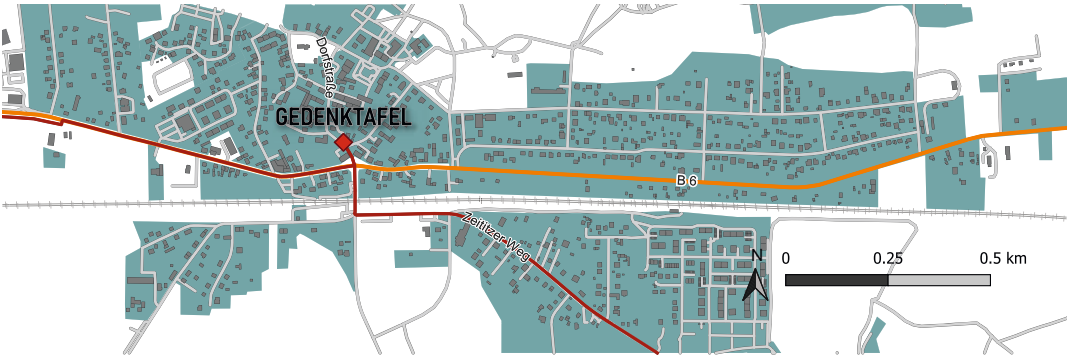 Dorfstraße
GEDENKTAFEL
B 6
Zeititzer Weg
N
0 0.25 0.5 km